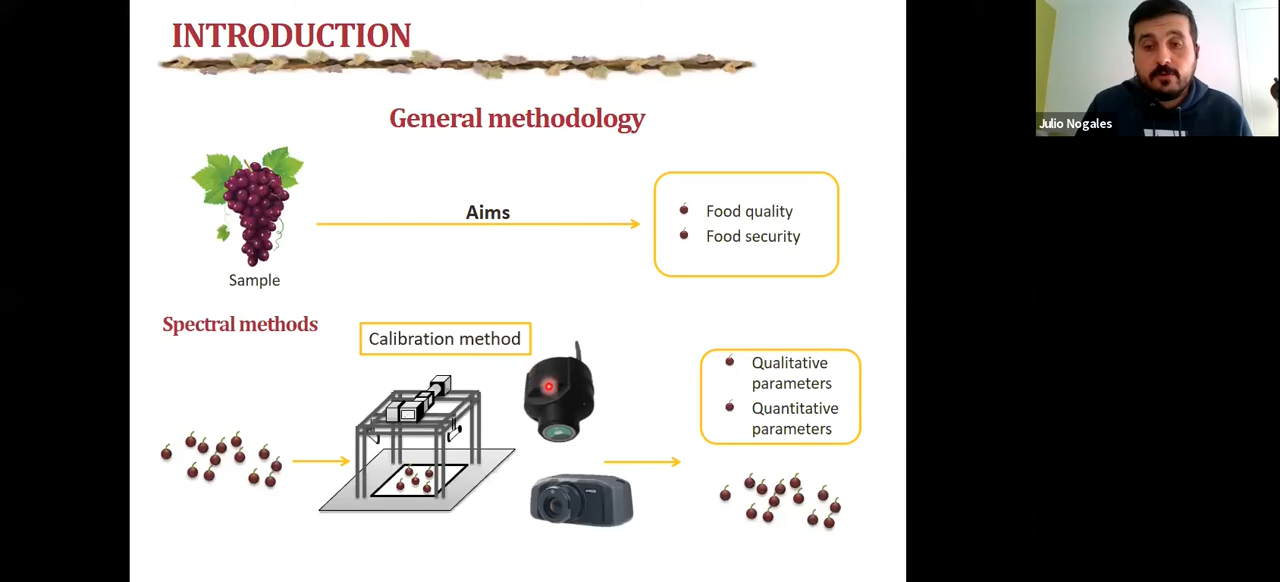 INTRODUCTION
General methodology
Aims
Food quality
Food security
Sample
Spectral methods
Calibration method
Qualitative
parameters
Quantitative
parameters
Julio Nogales